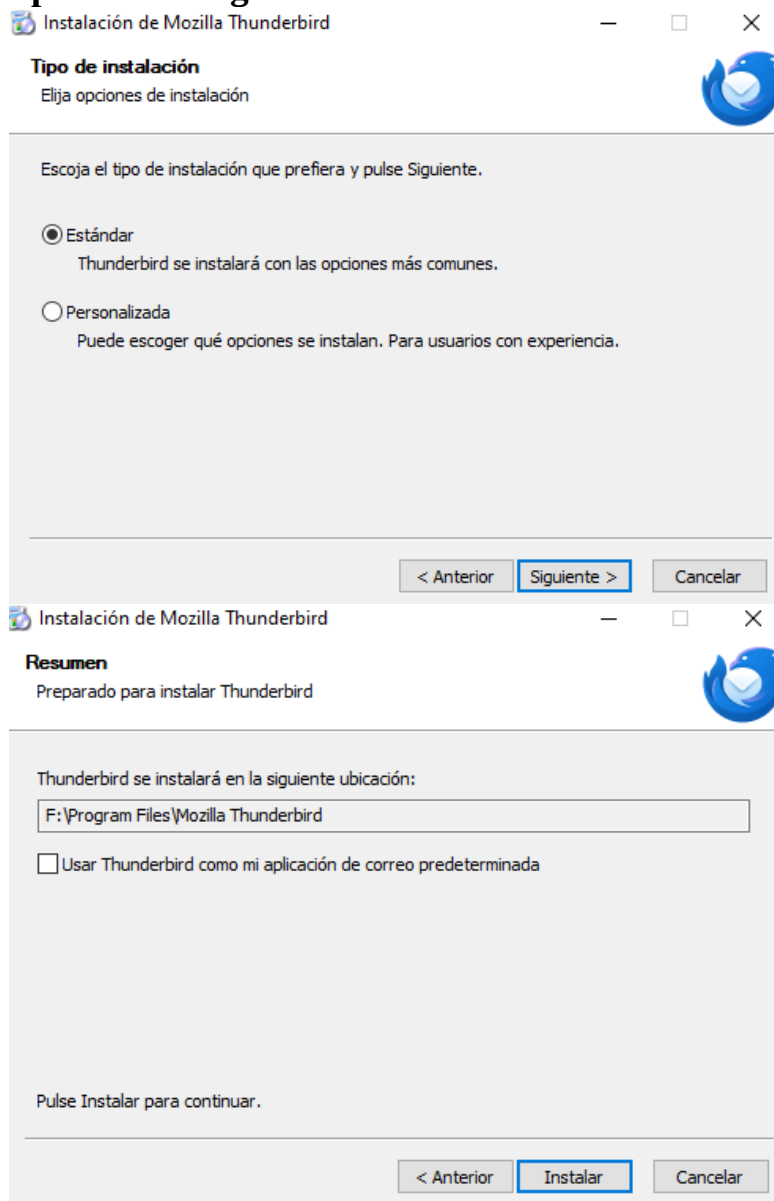 Instalación de Mozilla Thunderbird
Tipo de instalación
Elija opciones de instalación
Escoja el tipo de instalación que prefiera y pulse Siguiente.
Estándar
Thunderbird se instalará con las opciones más comunes.
Personalizada
Puede escoger qué opciones se instalan. Para usuarios con experiencia.
< Anterior Siguiente > Cancelar
Instalación de Mozilla Thunderbird
Resumen
Preparado para instalar Thunderbird
Thunderbird se instalará en la siguiente ubicación:
F:\Program Files\Mozilla Thunderbird
Usar Thunderbird como mi aplicación de correo predeterminada
Pulse Instalar para continuar.
< Anterior Instalar Cancelar